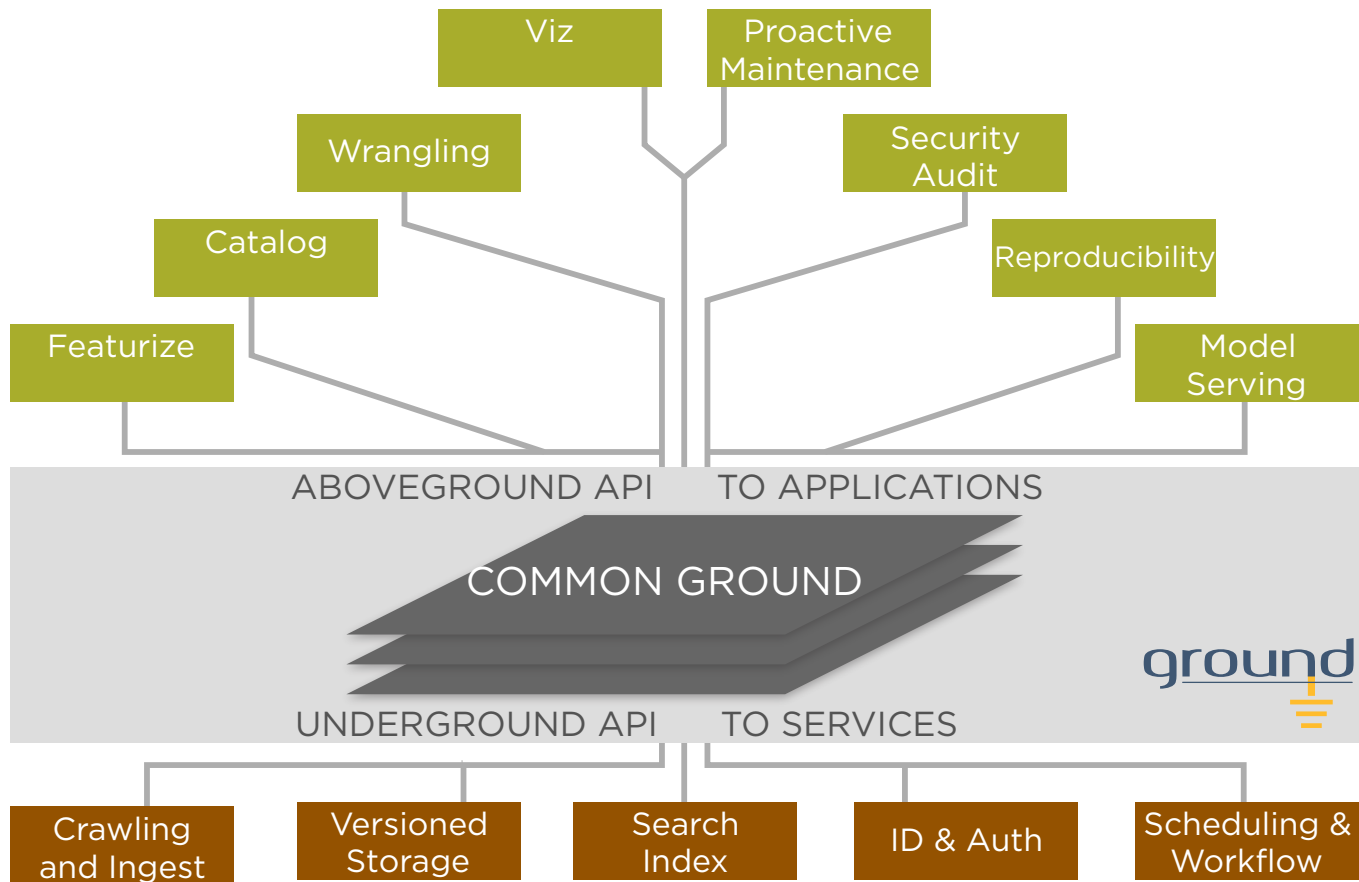 Viz
Proactive
Maintenance
Wrangling
Security
Audit
Catalog
Reproducibility
Featurize
Model
Serving
ABOVEGROUND API TO APPLICATIONS
COMMON GROUND
ground
UNDERGROUND API TO SERVICES
Crawling
and Ingest
Versioned
Storage
Search
Index
ID & Auth
Scheduling &
Workflow